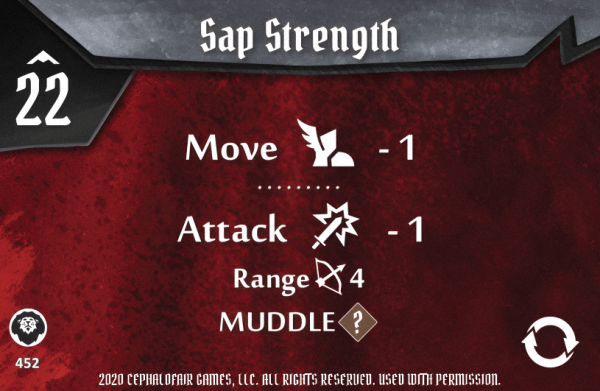 Sap Strength
22
Move - 1
Attack - 1
Range 4
MUDDLE ?
452
2020 CEPHALOFAIR GAMES, LLC. ALL RIGHTS RESERVED. USED WITH PERMISSION.